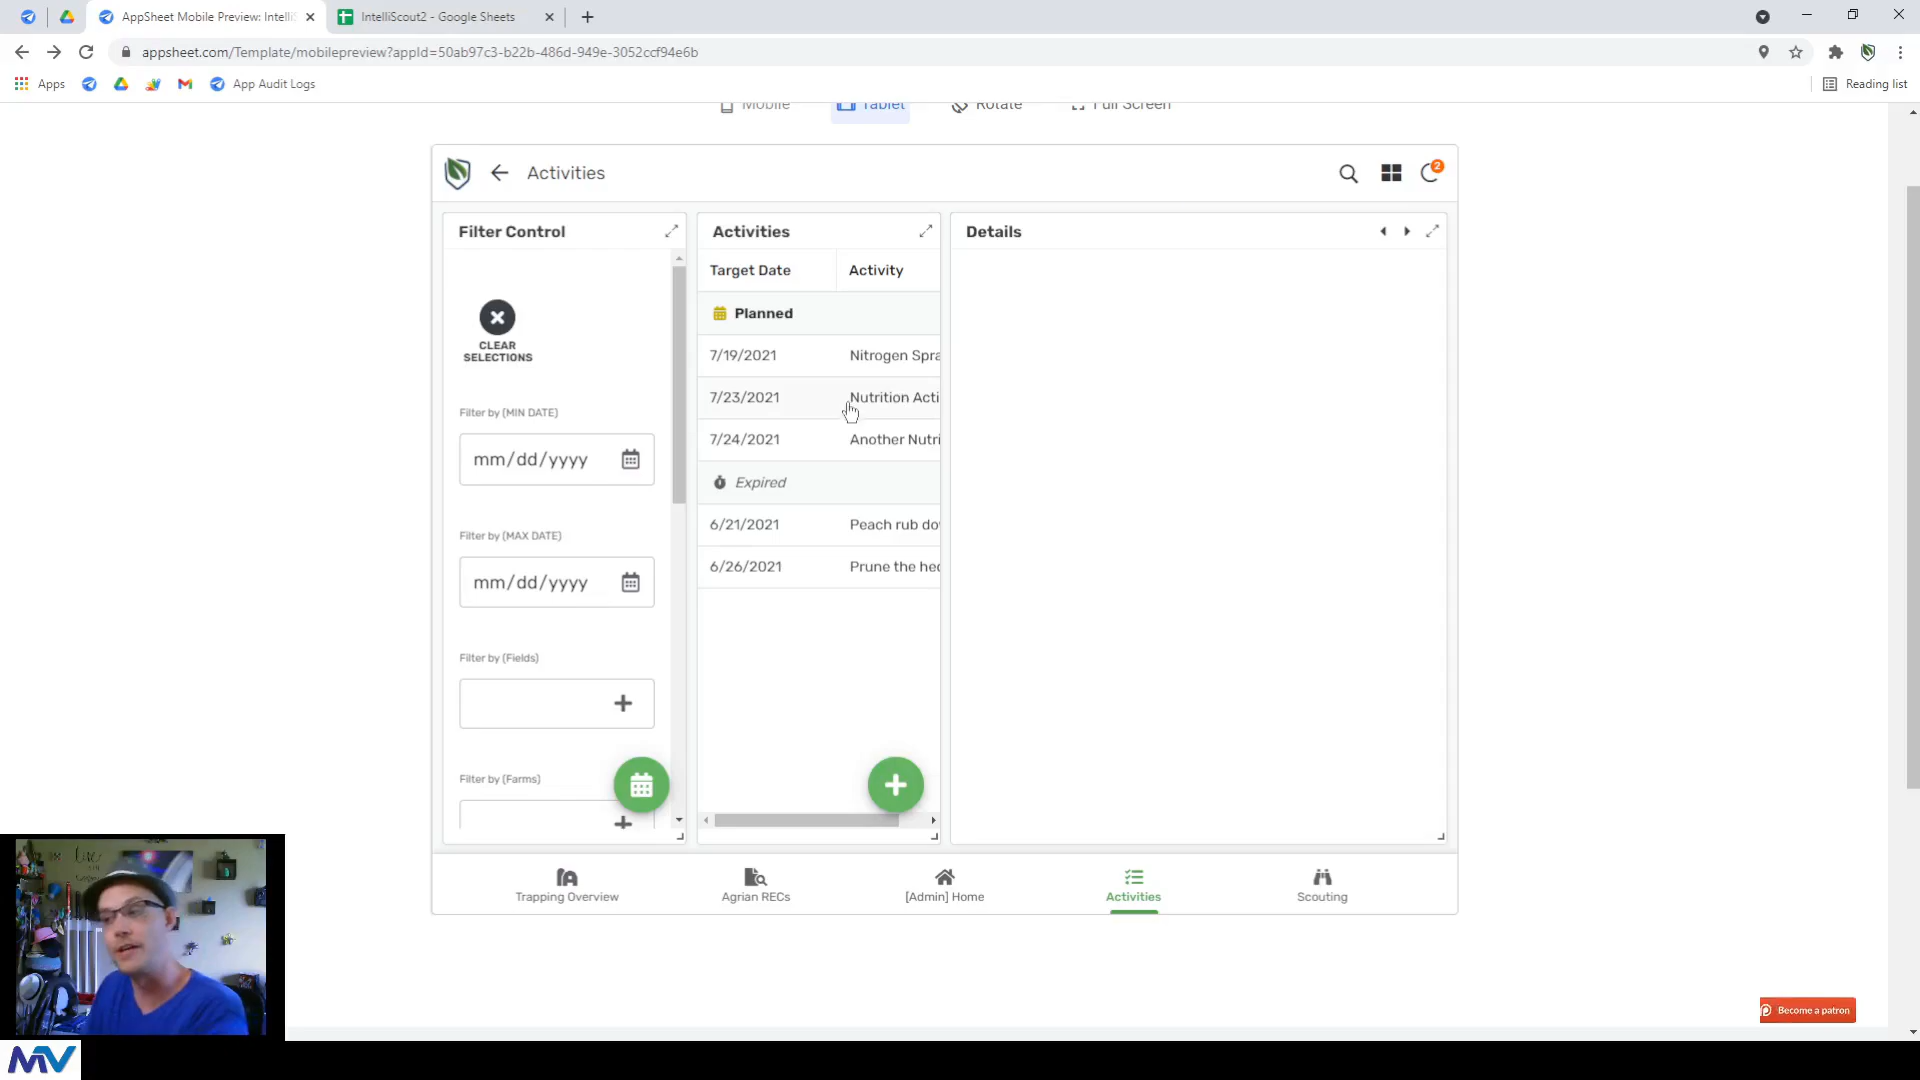 AppSheet Mobile Preview: Intelli
IntelliScout2 - Google Sheets
appsheet.com/Template/mobilepreview?appId=50ab97c3-b22b-486d-949e-3052ccf94e6b
Apps
App Audit Logs
Reading list
Mobile
Tablet
Rotate
Full Screen
Activities
2
Filter Control
Activities
Details
Target Date
Activity
CLEAR
SELECTIONS
Planned
7/19/2021
Nitrogen Spra
7/23/2021
Nutrition Acti
7/24/2021
Another Nutri
Expired
6/21/2021
Peach rub do
6/26/2021
Prune the hed
Filter by (MIN DATE)
mm/dd/yyyy
Filter by (MAX DATE)
mm/dd/yyyy
Filter by (Fields)
Filter by (Farms)
Trapping Overview
Agrian RECs
[Admin] Home
Activities
Scouting
Become a patron
MV